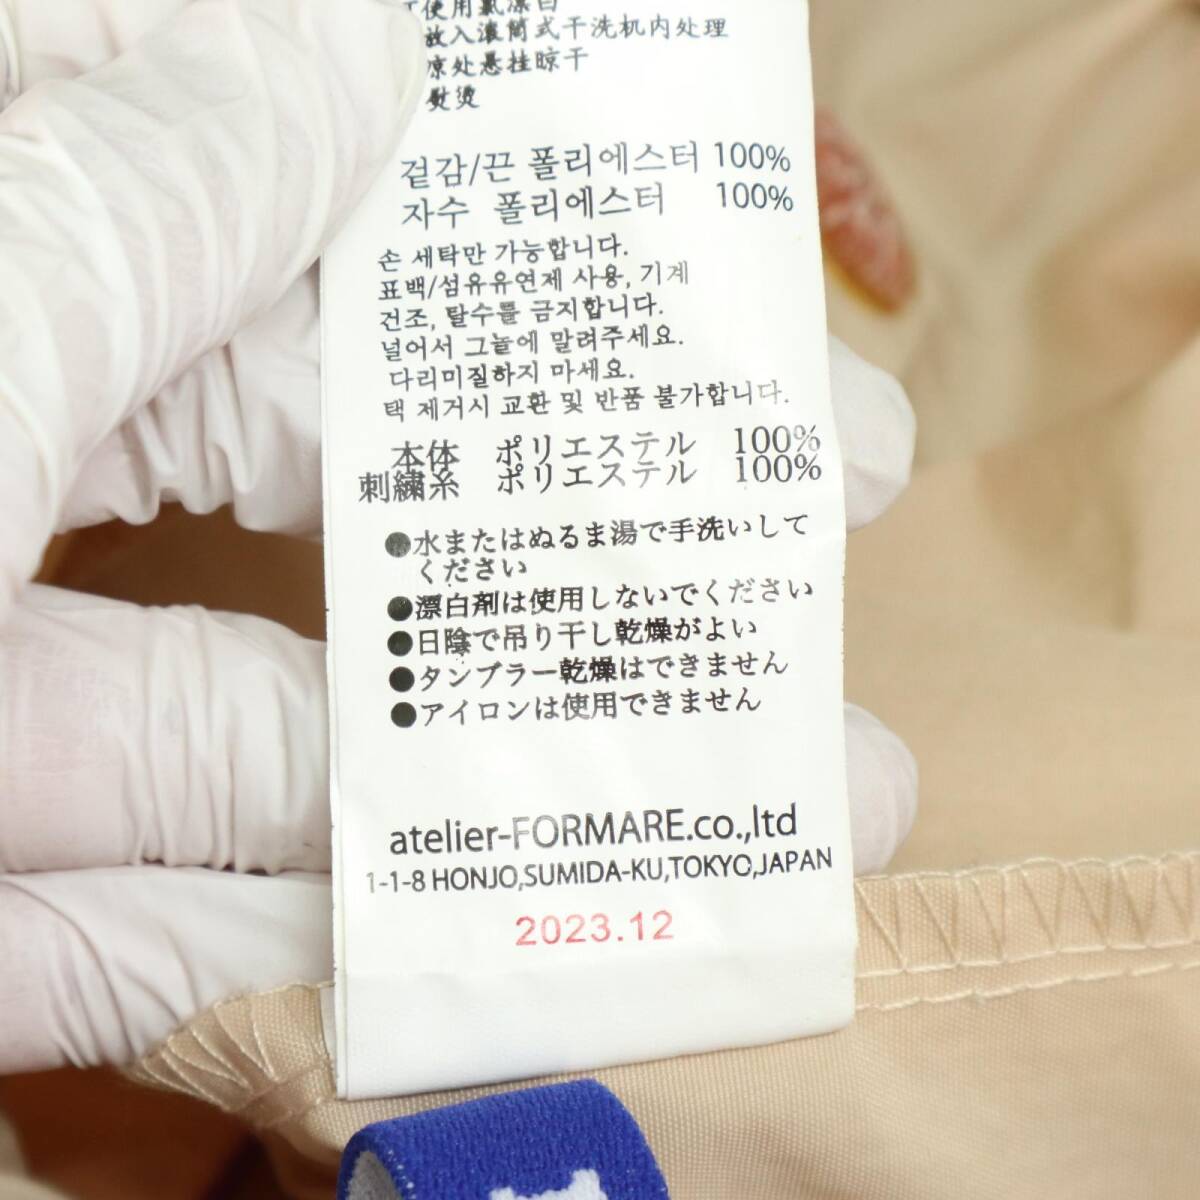 使用氯漂白
放入滚筒式干洗机内处理
凉处悬挂晾干
熨烫
겉감/끈 폴리에스터 100%
자수 폴리에스터 100%
손 세탁만 가능합니다.
표백/섬유유연제 사용, 기계
건조, 탈수를 금지합니다.
널어서 그늘에 말려주세요.
다리미질하지 마세요.
택 제거시 교환 및 반품 불가합니다.
本体 ポリエステル 100%
刺繍糸 ポリエステル 100%
●水またはぬるま湯で手洗いして
ください
●漂白剤は使用しないでください
●日陰で吊り干し乾燥がよい
●タンブラー乾燥はできません
●アイロンは使用できません
atelier-FORMARE.co.,ltd
1-1-8 HONJO,SUMIDA-KU,TOKYO,JAPAN
2023.12